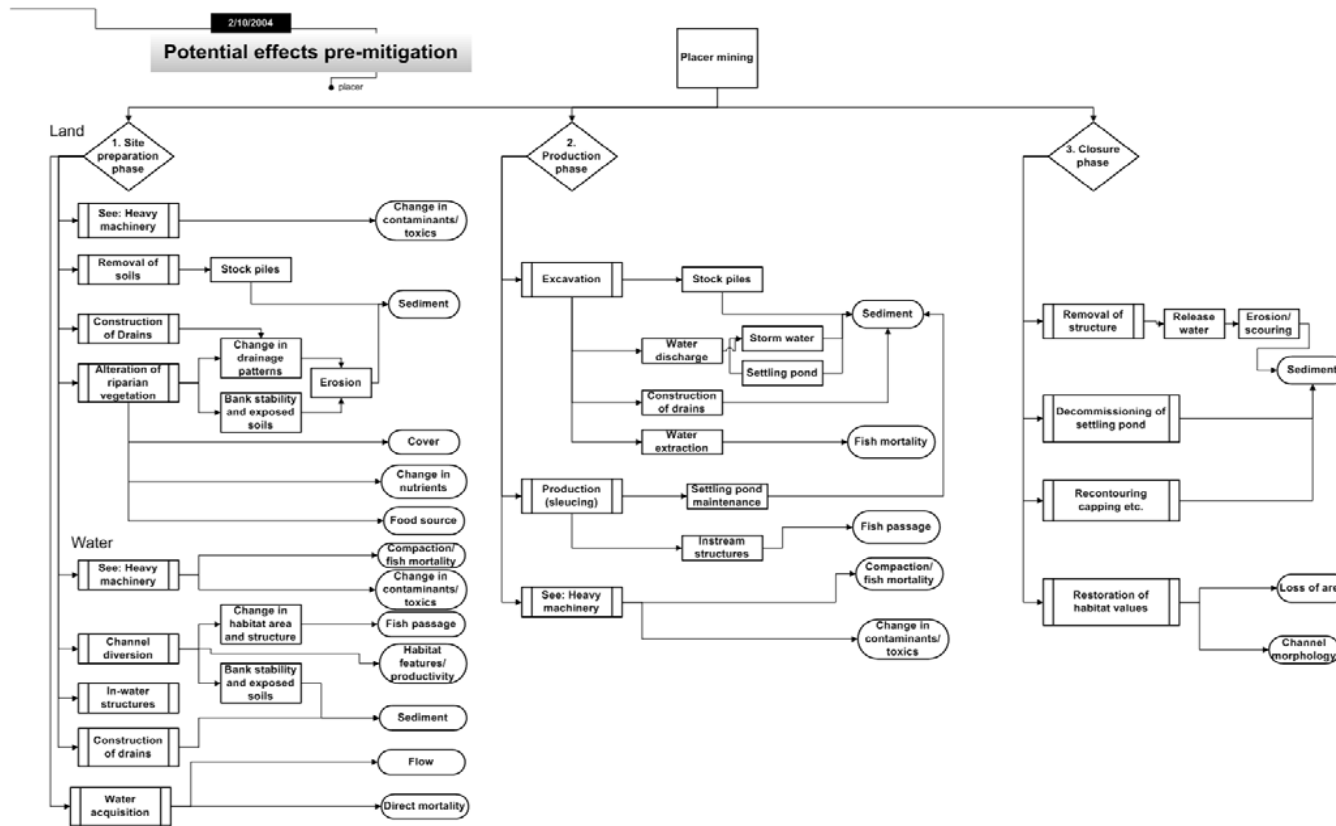 2/10/2004
Potential effects pre-mitigation
placer
Placer mining
Land
1. Site
preparation
phase
See: Heavy
machinery
Change in
contaminants/
toxics
Removal of
soils
Stock piles
Sediment
Construction
of Drains
Change in
drainage
patterns
Alteration of
riparian
vegetation
Erosion
Bank stability
and exposed
soils
Cover
Change in
nutrients
Food source
Water
See: Heavy
machinery
Compaction/
fish mortality
Change in
contaminants/
toxics
Change in
habitat area
and structure
Fish passage
Channel
diversion
Habitat
features/
productivity
Bank stability
and exposed
soils
In-water
structures
Sediment
Construction
of drains
Flow
Water
acquisition
Direct mortality
2.
Production
phase
Excavation
Stock piles
Sediment
Water
discharge
Storm water
Settling pond
Construction
of drains
Water
extraction
Fish mortality
Production
(sleucing)
Settling pond
maintenance
Instream
structures
Fish passage
See: Heavy
machinery
Compaction/
fish mortality
Change in
contaminants/
toxics
3. Closure
phase
Removal of
structure
Release
water
Erosion/
scouring
Sediment
Decommissioning of
settling pond
Recontouring
capping etc.
Restoration of
habitat values
Loss of are
Channel
morphology